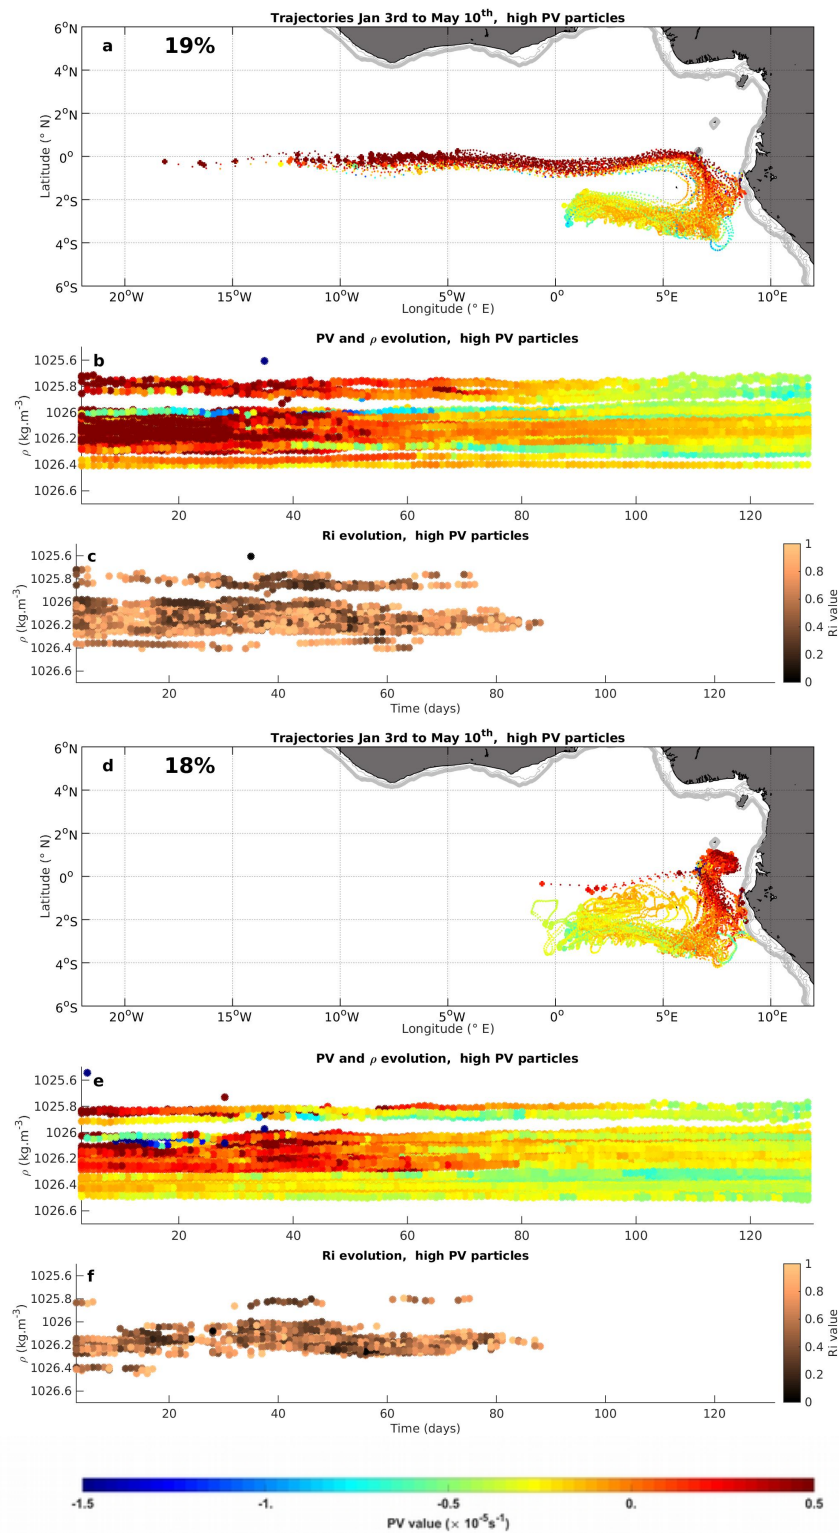 Trajectories Jan 3rd to May 10th, high PV particles
a 19%
6°N
4°N
2°N
0°
2°S
4°S
6°S
Latitude (° N)
20°W 15°W 10°W 5°W 0° 5°E 10°E
Longitude (° E)
PV and ρ evolution, high PV particles
b
1025.6
1025.8
1026
1026.2
1026.4
1026.6
ρ (kg.m-3)
20 40 60 80 100 120
Ri evolution, high PV particles
c
1025.6
1025.8
1026
1026.2
1026.4
1026.6
ρ (kg.m-3)
20 40 60 80 100 120
Time (days)
1
0.8
0.6
0.4
0.2
0
Ri value
Trajectories Jan 3rd to May 10th, high PV particles
d 18%
6°N
4°N
2°N
0°
2°S
4°S
6°S
Latitude (° N)
20°W 15°W 10°W 5°W 0° 5°E 10°E
Longitude (° E)
PV and ρ evolution, high PV particles
e
1025.6
1025.8
1026
1026.2
1026.4
1026.6
ρ (kg.m-3)
20 40 60 80 100 120
Ri evolution, high PV particles
f
1025.6
1025.8
1026
1026.2
1026.4
1026.6
ρ (kg.m-3)
20 40 60 80 100 120
Time (days)
1
0.8
0.6
0.4
0.2
0
Ri value
-1.5 -1. -0.5 0. 0.5
PV value (× 10-5s-1)